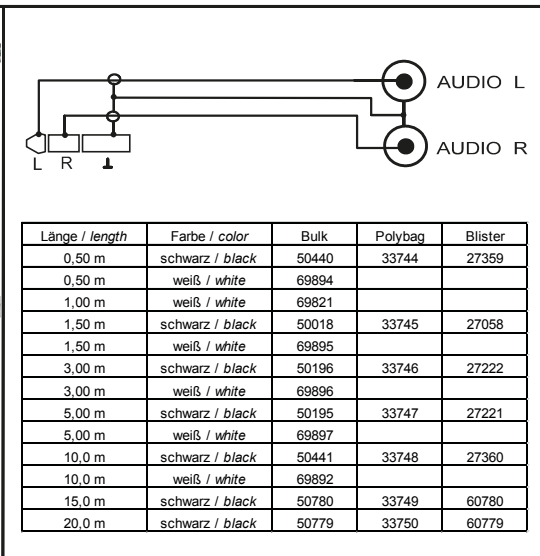 AUDIO L
AUDIO R
L R ⊥
Länge / length Farbe / color Bulk Polybag Blister
0,50 m schwarz / black 50440 33744 27359
0,50 m weiß / white 69894
1,00 m weiß / white 69821
1,50 m schwarz / black 50018 33745 27058
1,50 m weiß / white 69895
3,00 m schwarz / black 50196 33746 27222
3,00 m weiß / white 69896
5,00 m schwarz / black 50195 33747 27221
5,00 m weiß / white 69897
10,0 m schwarz / black 50441 33748 27360
10,0 m weiß / white 69892
15,0 m schwarz / black 50780 33749 60780
20,0 m schwarz / black 50779 33750 60779